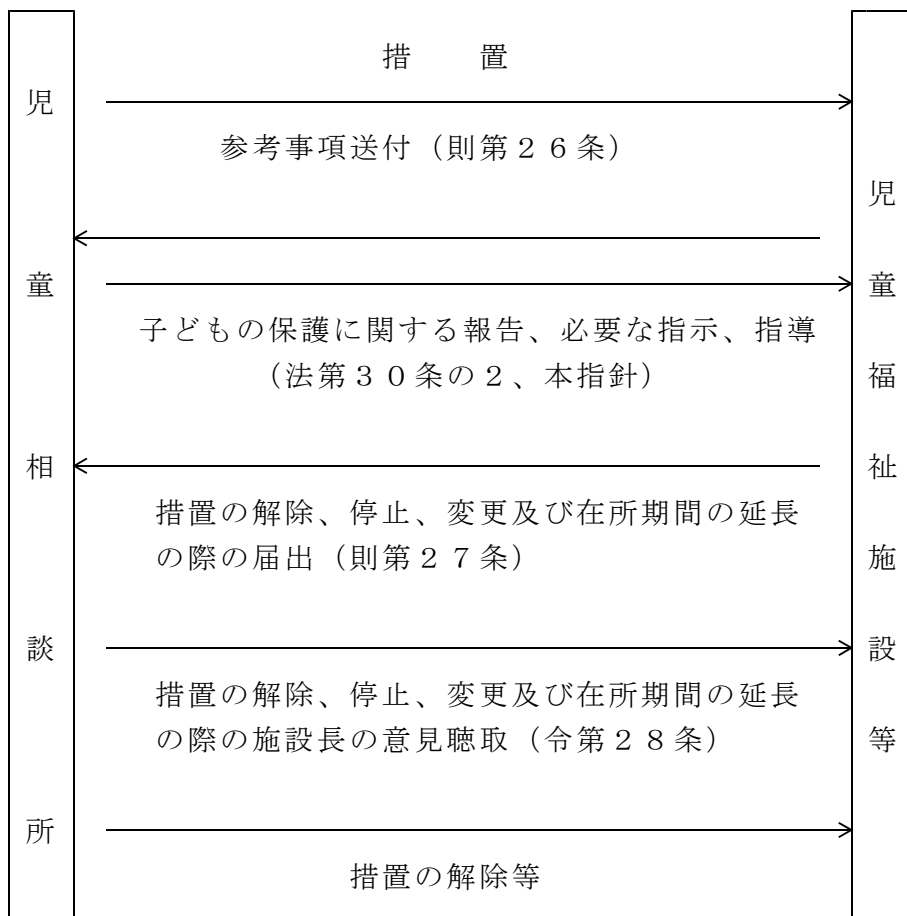 児童相談所
措　　置
参考事項送付（則第２６条）
子どもの保護に関する報告、必要な指示、指導
（法第３０条の２、本指針）
措置の解除、停止、変更及び在所期間の延長
の際の届出（則第２７条）
措置の解除、停止、変更及び在所期間の延長
の際の施設長の意見聴取（令第２８条）
措置の解除等
児童福祉施設等